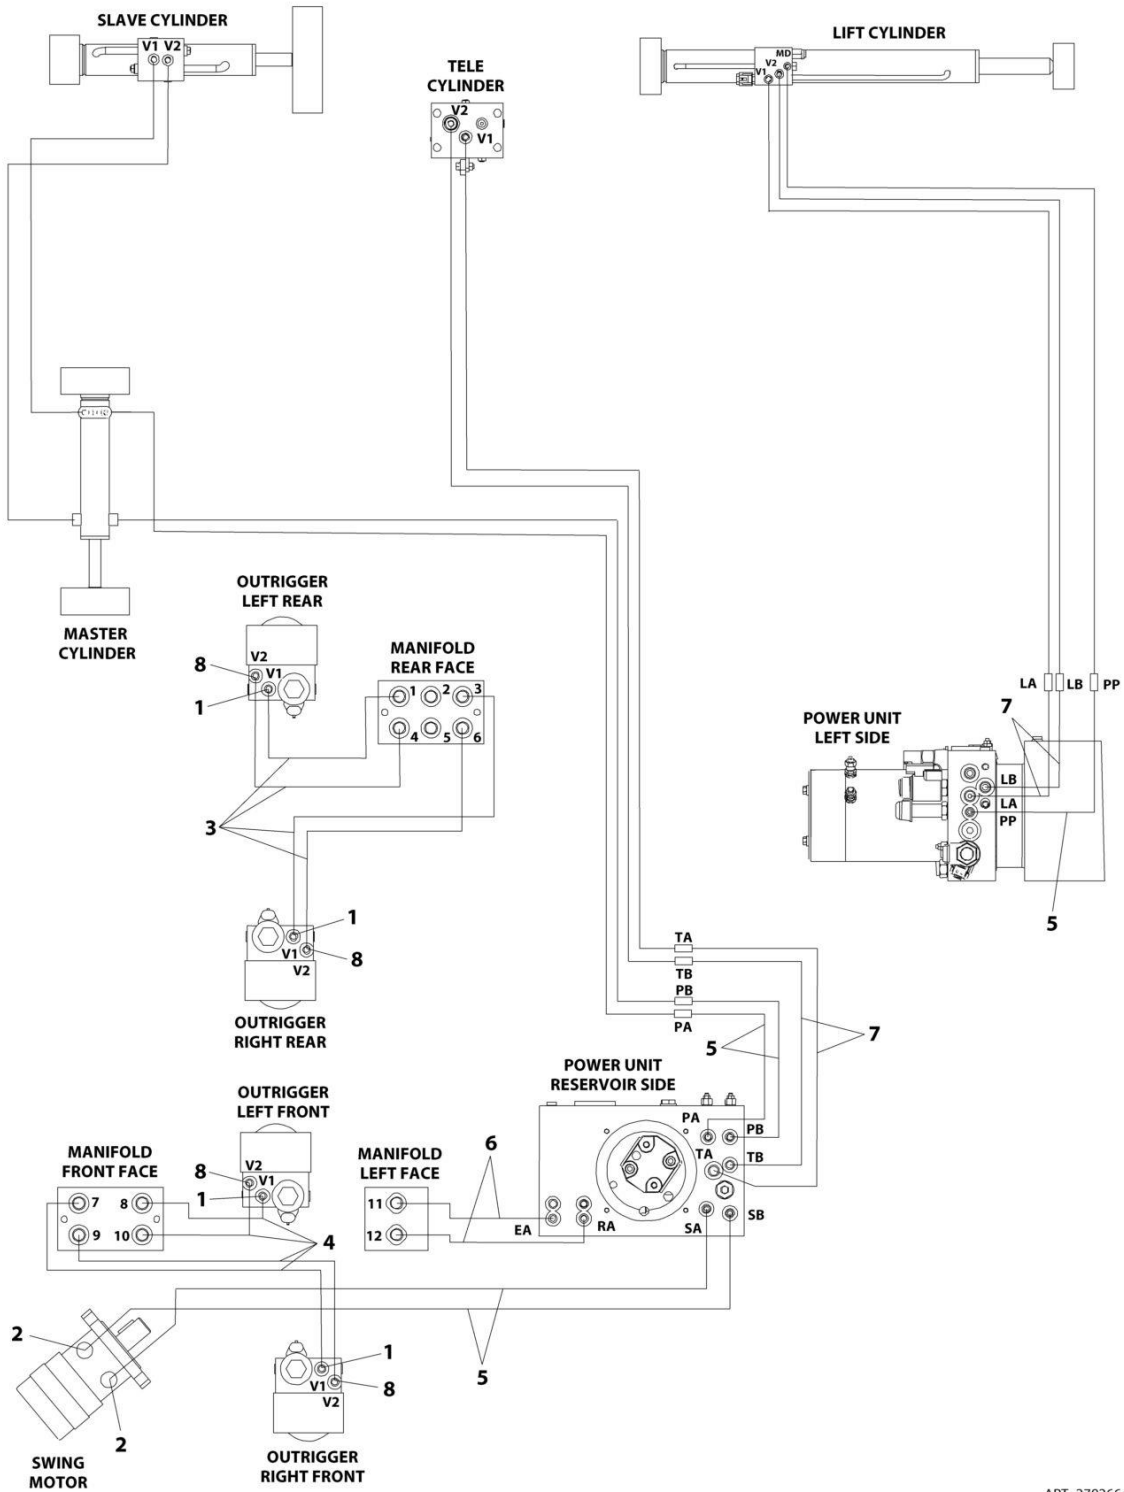 SLAVE CYLINDER
V1 V2
TELE
CYLINDER
V2
V1
LIFT CYLINDER
MD
V2
V1
MASTER
CYLINDER
OUTRIGGER
LEFT REAR
V2
V1
8
1
MANIFOLD
REAR FACE
1 2 3
4 5 6
3
1
V1
8
V2
OUTRIGGER
RIGHT REAR
LA LB PP
7
POWER UNIT
LEFT SIDE
LB
LA
PP
5
TA
TB
PB
PA
5
7
POWER UNIT
RESERVOIR SIDE
PA
PB
TA
TB
EA
RA
SA
SB
OUTRIGGER
LEFT FRONT
V2
V1
8
1
MANIFOLD
FRONT FACE
7 8
9 10
4
MANIFOLD
LEFT FACE
11
12
6
2
2
SWING
MOTOR
5
1
V1
8
V2
OUTRIGGER
RIGHT FRONT